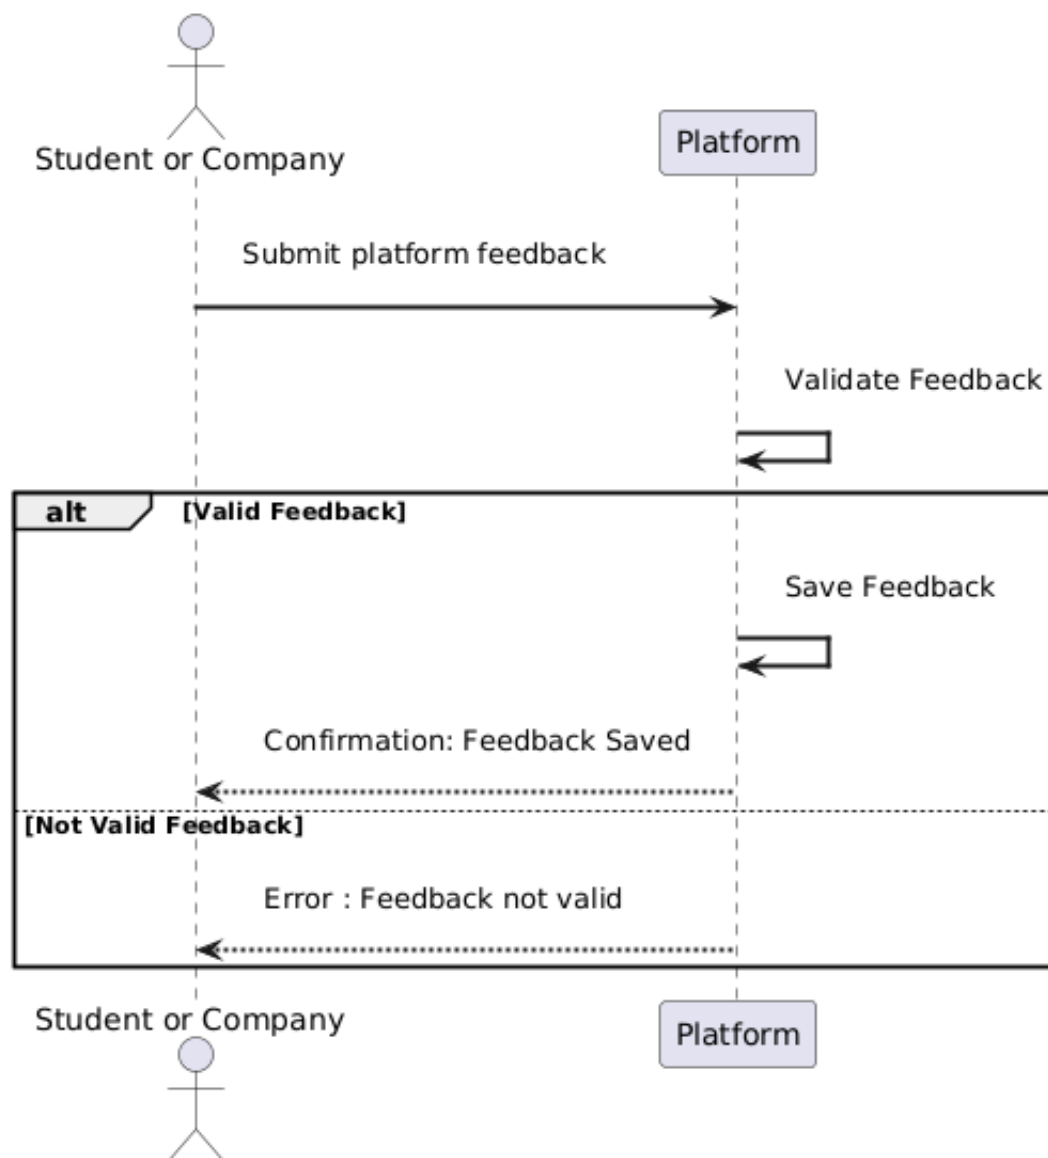 Student or Company
Platform
Submit platform feedback
Validate Feedback
alt
[Valid Feedback]
Save Feedback
Confirmation: Feedback Saved
[Not Valid Feedback]
Error : Feedback not valid
Student or Company
Platform